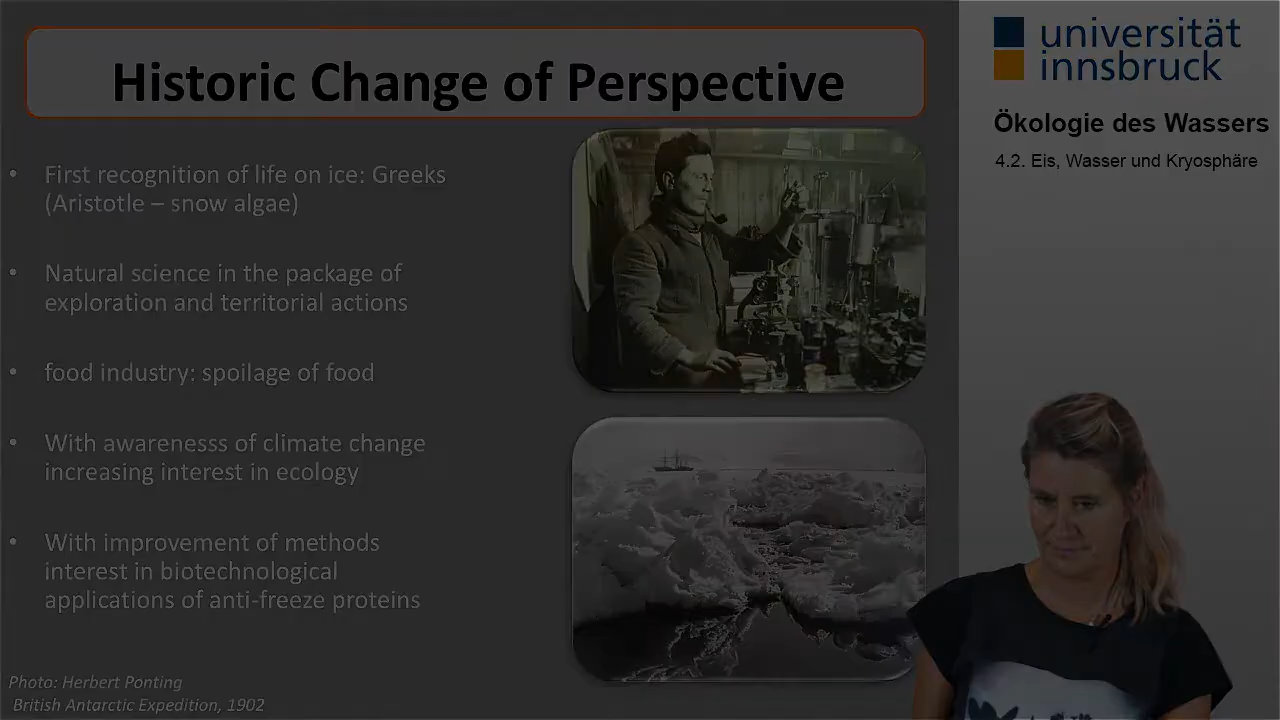 Historic Change of Perspective
• First recognition of life on ice: Greeks
(Aristotle – snow algae)
• Natural science in the package of
exploration and territorial actions
• food industry: spoilage of food
• With awarenesss of climate change
increasing interest in ecology
• With improvement of methods
interest in biotechnological
applications of anti-freeze proteins
Photo: Herbert Ponting
British Antarctic Expedition, 1902
universität
innsbruck
Ökologie des Wassers
4.2. Eis, Wasser und Kryosphäre